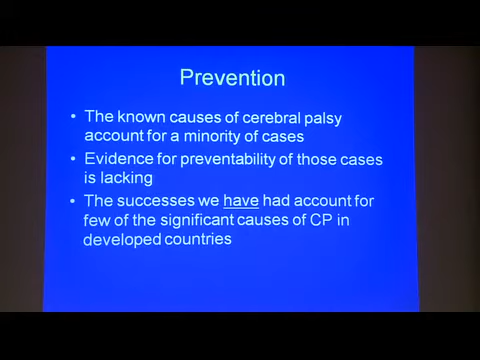 Prevention
• The known causes of cerebral palsy
account for a minority of cases
• Evidence for preventability of those cases
is lacking
• The successes we have had account for
few of the significant causes of CP in
developed countries